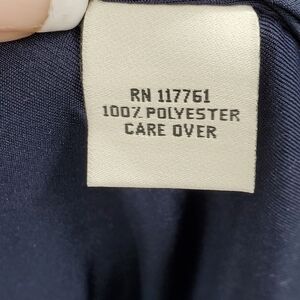 RN 117761
100% POLYESTER
CARE OVER